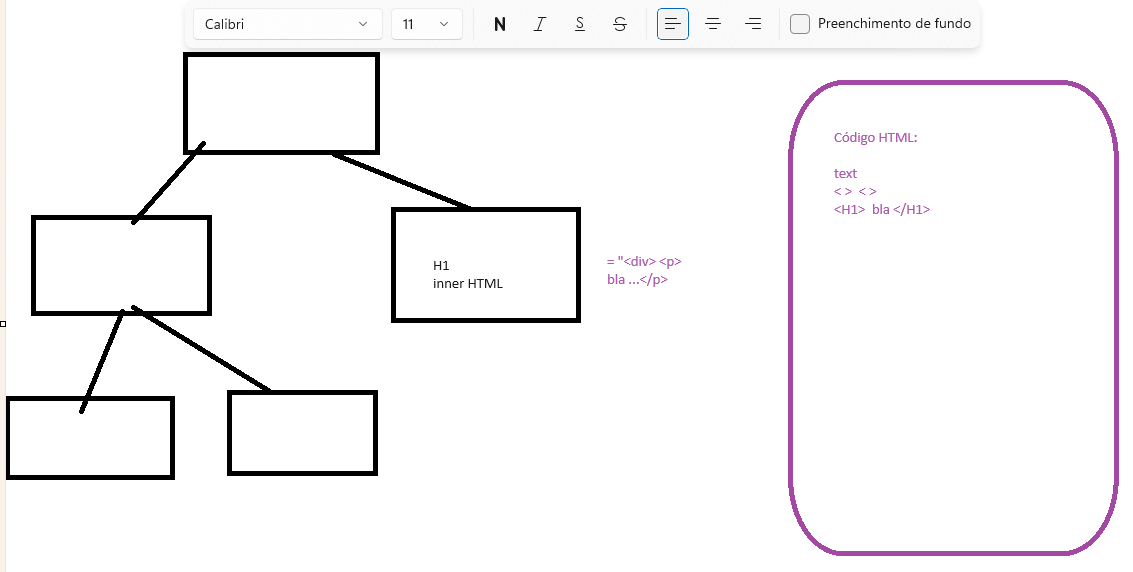 Calibri
11
N
I
S
S
Preenchimento de fundo
Código HTML:
text
< > < >
<H1> bla </H1>
H1
inner HTML
= "<div> <p>
bla ...</p>